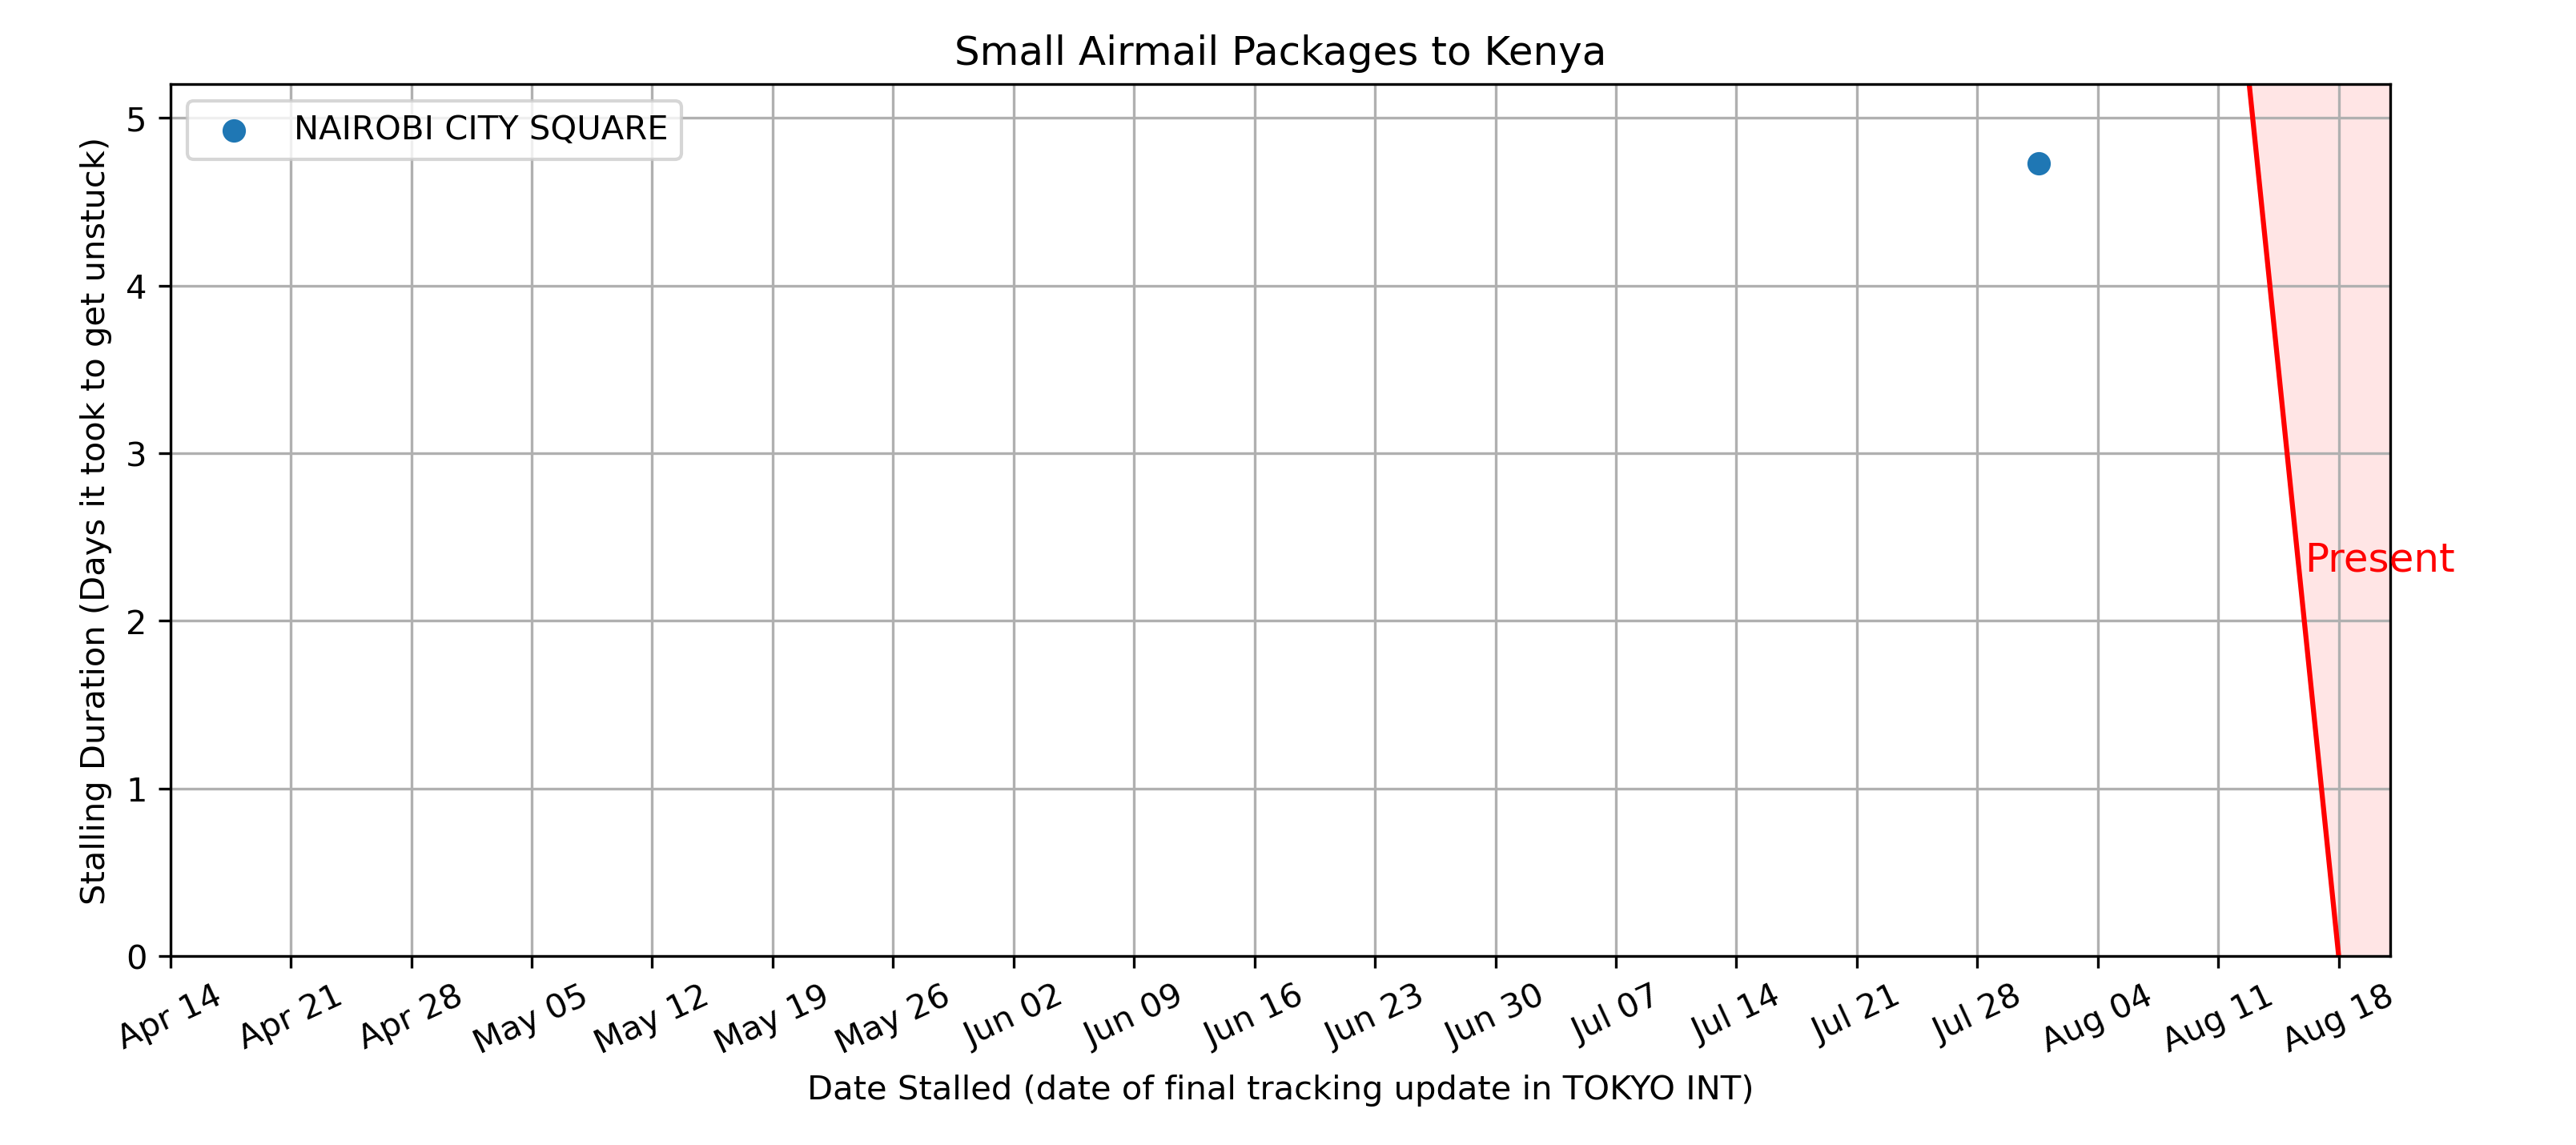 Small Airmail Packages to Kenya
NAIROBI CITY SQUARE
Stalling Duration (Days it took to get unstuck)
5
4
3
2
1
0
Present
Apr 14
Apr 21
Apr 28
May 05
May 12
May 19
May 26
Jun 02
Jun 09
Jun 16
Jun 23
Jun 30
Jul 07
Jul 14
Jul 21
Jul 28
Aug 04
Aug 11
Aug 18
Date Stalled (date of final tracking update in TOKYO INT)